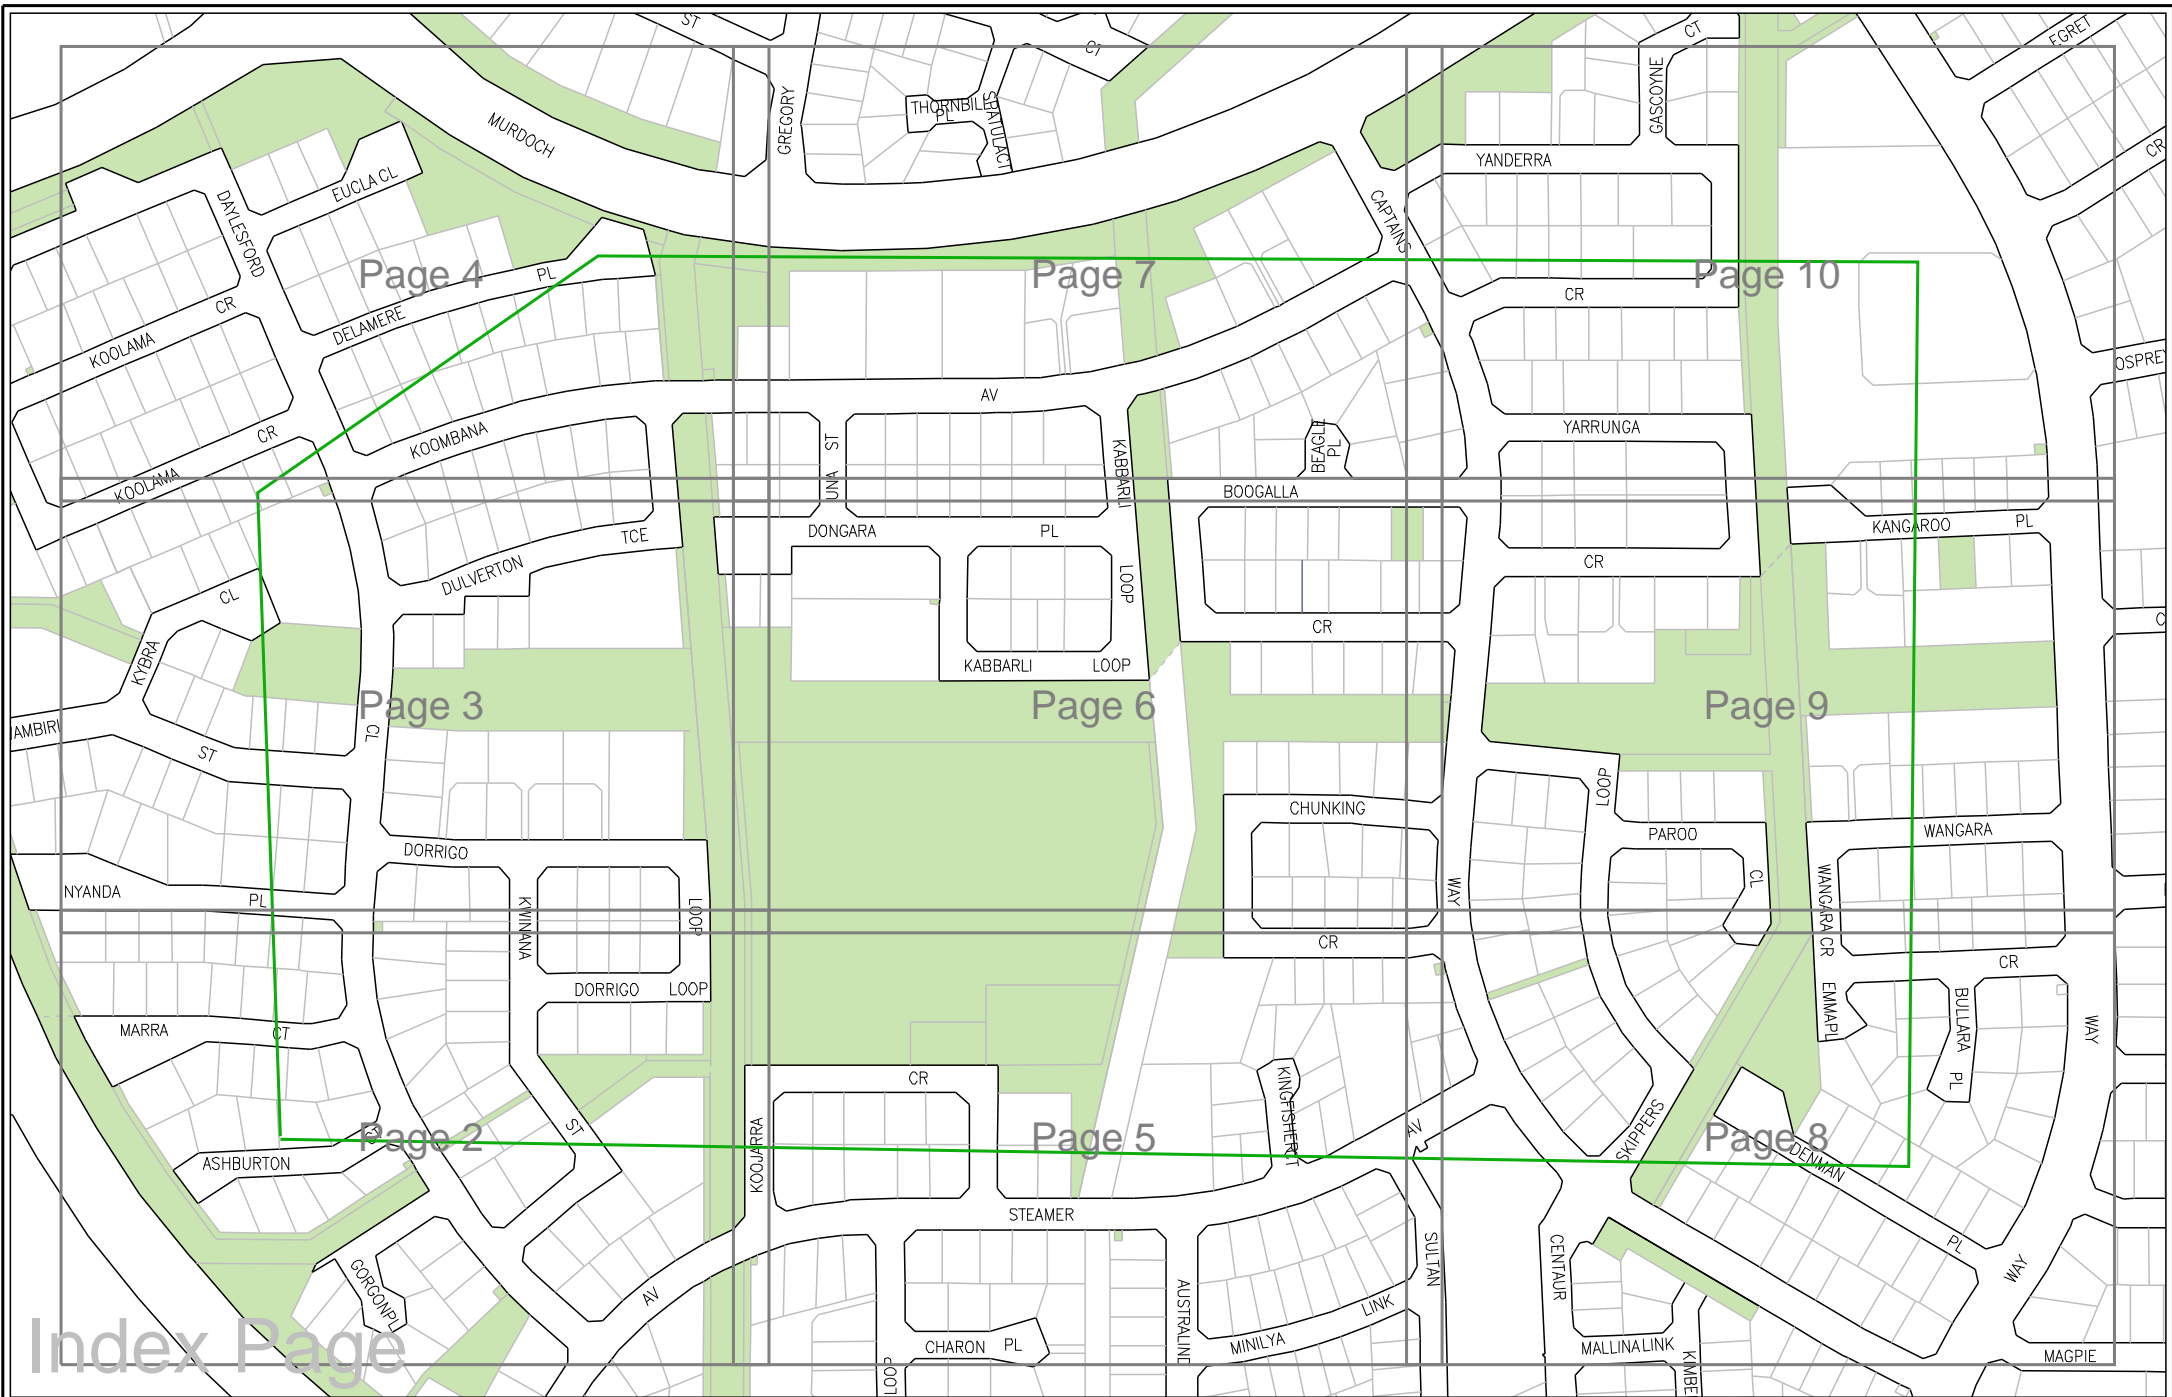 ST
CT
CT
EGRET
GREGORY
THORNBILL
PL
SPATULA CT
GASCOYNE
MURDOCH
YANDERRA
CR
EUCLA CL
DAYLESFORD
CAPTAINS
Page 4
PL
Page 7
Page 10
CR
CR
DELAMERE
KOOLAMA
OSPREY
AV
YARRUNGA
CR
KOOMBANA
ST
BEAGLE
PL
KABBARLI
KOOLAMA
UNA
BOOGALLA
DONGARA
PL
TCE
KANGAROO
PL
DULVERTON
CR
LOOP
CL
CR
KYBRA
KABBARLI
LOOP
Page 3
Page 6
Page 9
CL
ST
LOOP
CHUNKING
PAROO
WANGARA
DORRIGO
NYANDA
PL
KWINANA
LOOP
WAY
CL
WANGARA CR
CR
CR
DORRIGO
LOOP
EMMA PL
BULLARA
PL
WAY
MARRA
CT
CR
KINGFISHER CT
KOOJARRA
ST
Page 2
Page 5
AV
SKIPPERS
Page 8
ASHBURTON
DENMAN
PL
STEAMER
GORGON PL
AV
SULTAN
CENTAUR
WAY
AUSTRALIND
LINK
MINILYA
CHARON
PL
MALLINA LINK
MAGPIE
LOOP
KIMBE
Index Page